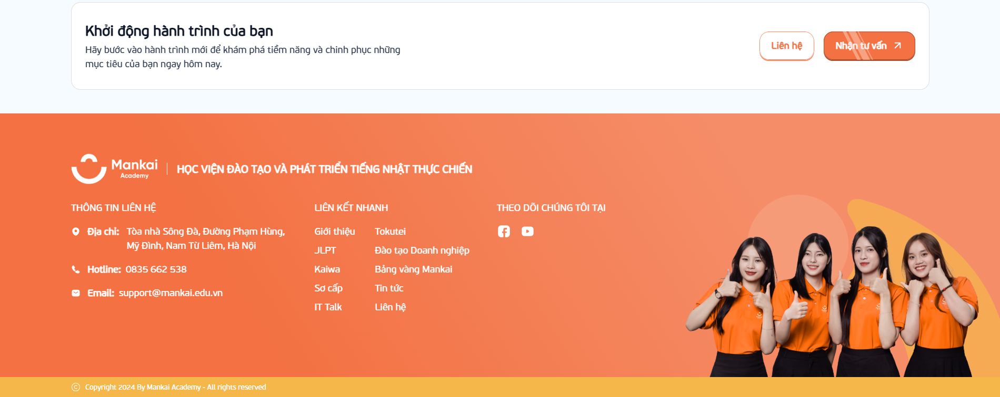 Khởi động hành trình của bạn
Hãy bước vào hành trình mới để khám phá tiềm năng và chinh phục những
mục tiêu của bạn ngay hôm nay.
Liên hệ
Nhận tư vấn
Mankai
Academy
HỌC VIỆN ĐÀO TẠO VÀ PHÁT TRIỂN TIẾNG NHẬT THỰC CHIẾN
THÔNG TIN LIÊN HỆ
Địa chỉ: Tòa nhà Sông Đà, Đường Phạm Hùng,
Mỹ Đình, Nam Từ Liêm, Hà Nội
Hotline: 0835 662 538
Email: support@mankai.edu.vn
LIÊN KẾT NHANH
Giới thiệu
JLPT
Kaiwa
Sơ cấp
IT Talk
Tokutei
Đào tạo Doanh nghiệp
Bảng vàng Mankai
Tin tức
Liên hệ
THEO DÕI CHÚNG TÔI TẠI
© Copyright 2024 By Mankai Academy - All rights reserved